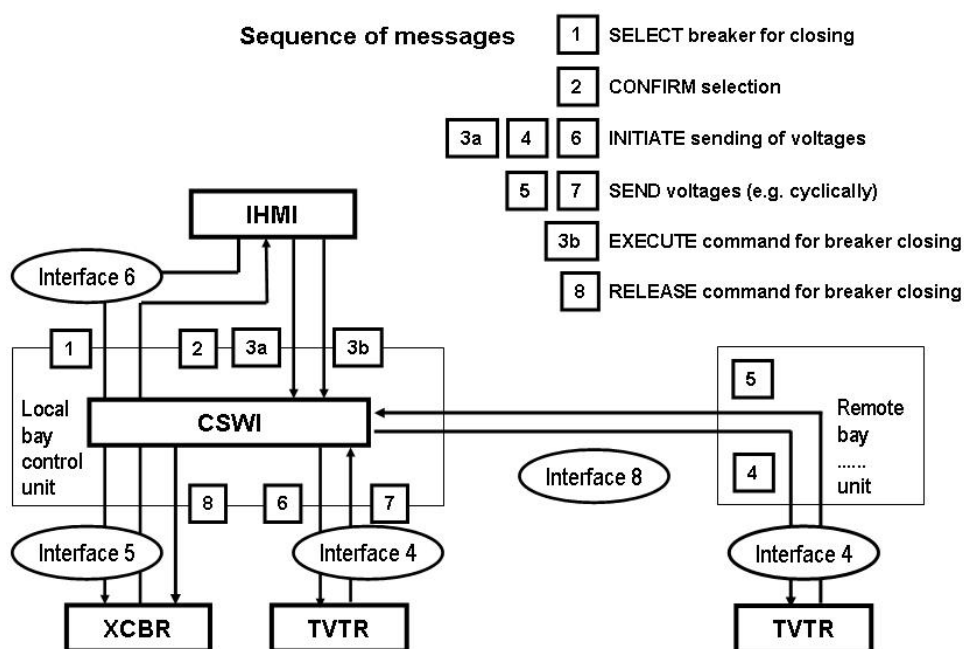 Sequence of messages
1 SELECT breaker for closing
2 CONFIRM selection
3a 4 6 INITIATE sending of voltages
5 7 SEND voltages (e.g. cyclically)
3b EXECUTE command for breaker closing
8 RELEASE command for breaker closing
IHMI
Interface 6
1 2 3a 3b
Local
bay
control
unit
CSWI
8 6 7
Interface 8
5
Remote
bay
......
unit
4
Interface 5
Interface 4
Interface 4
XCBR
TVTR
TVTR